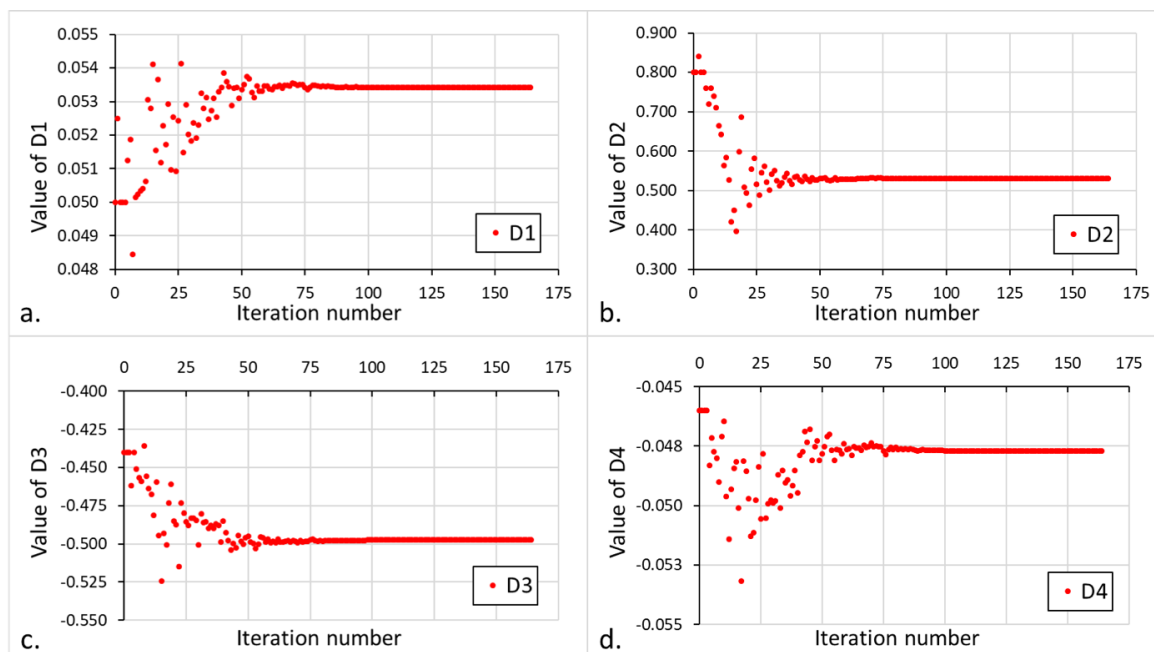 0.055
0.054
0.053
0.052
0.051
0.050
0.049
0.048
Value of D1
D1
0 25 50 75 100 125 150 175
a. Iteration number
0.900
0.800
0.700
0.600
0.500
0.400
0.300
Value of D2
D2
0 25 50 75 100 125 150 175
b. Iteration number
0 25 50 75 100 125 150 175
-0.400
-0.425
-0.450
-0.475
-0.500
-0.525
-0.550
Value of D3
D3
c. Iteration number
0 25 50 75 100 125 150 175
-0.045
-0.048
-0.050
-0.053
-0.055
Value of D4
D4
d. Iteration number